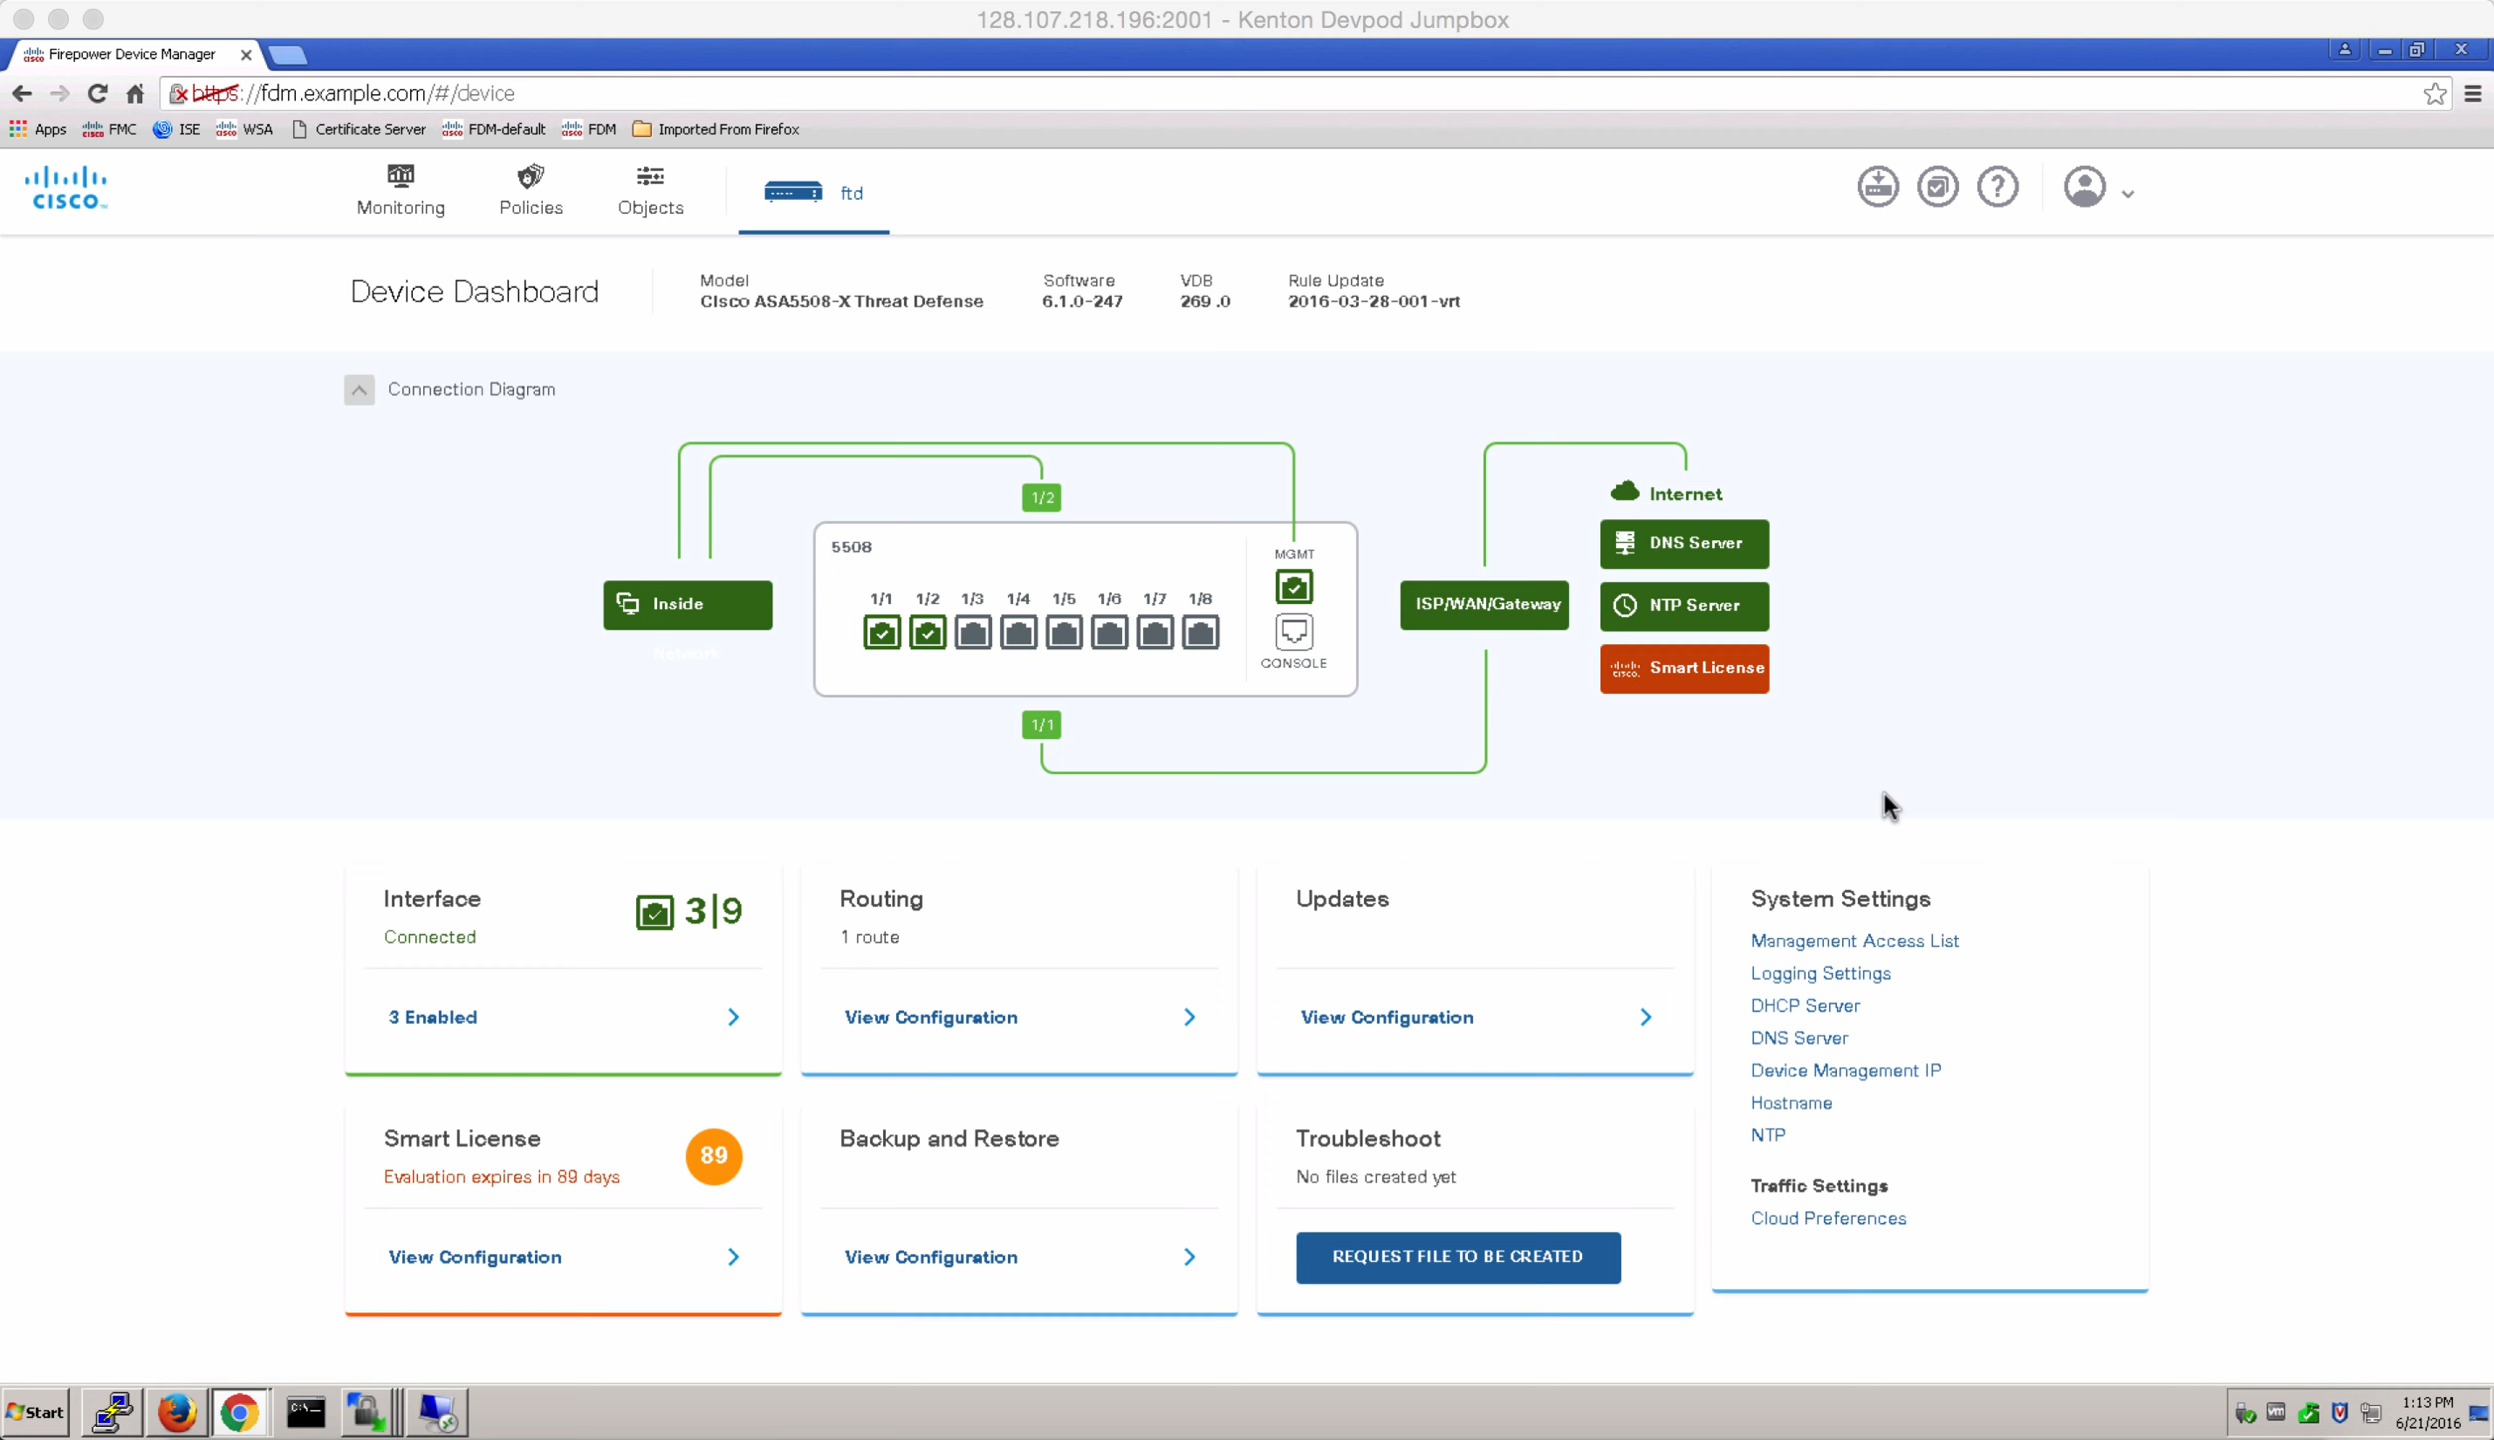 128.107.218.196:2001 - Kenton Devpod Jumpbox
Firepower Device Manager
https://fdm.example.com/#/device
Apps FMC ISE WSA Certificate Server FDM-default FDM Imported From Firefox
CISCO
Monitoring Policies Objects ftd
Device Dashboard
Model Software VDB Rule Update
Cisco ASA5508-X Threat Defense 6.1.0-247 269 .0 2016-03-28-001-vrt
Connection Diagram
1/2
Internet
5508 MGMT
DNS Server
1/1 1/2 1/3 1/4 1/5 1/6 1/7 1/8
Inside
Network
ISP/WAN/Gateway
NTP Server
CONSOLE
CISCO Smart License
1/1
Interface 3|9
Connected
3 Enabled
Routing
1 route
View Configuration
Updates
View Configuration
System Settings
Management Access List
Logging Settings
DHCP Server
DNS Server
Device Management IP
Hostname
NTP
Traffic Settings
Cloud Preferences
Smart License 89
Evaluation expires in 89 days
View Configuration
Backup and Restore
View Configuration
Troubleshoot
No files created yet
REQUEST FILE TO BE CREATED
Start
1:13 PM
6/21/2016